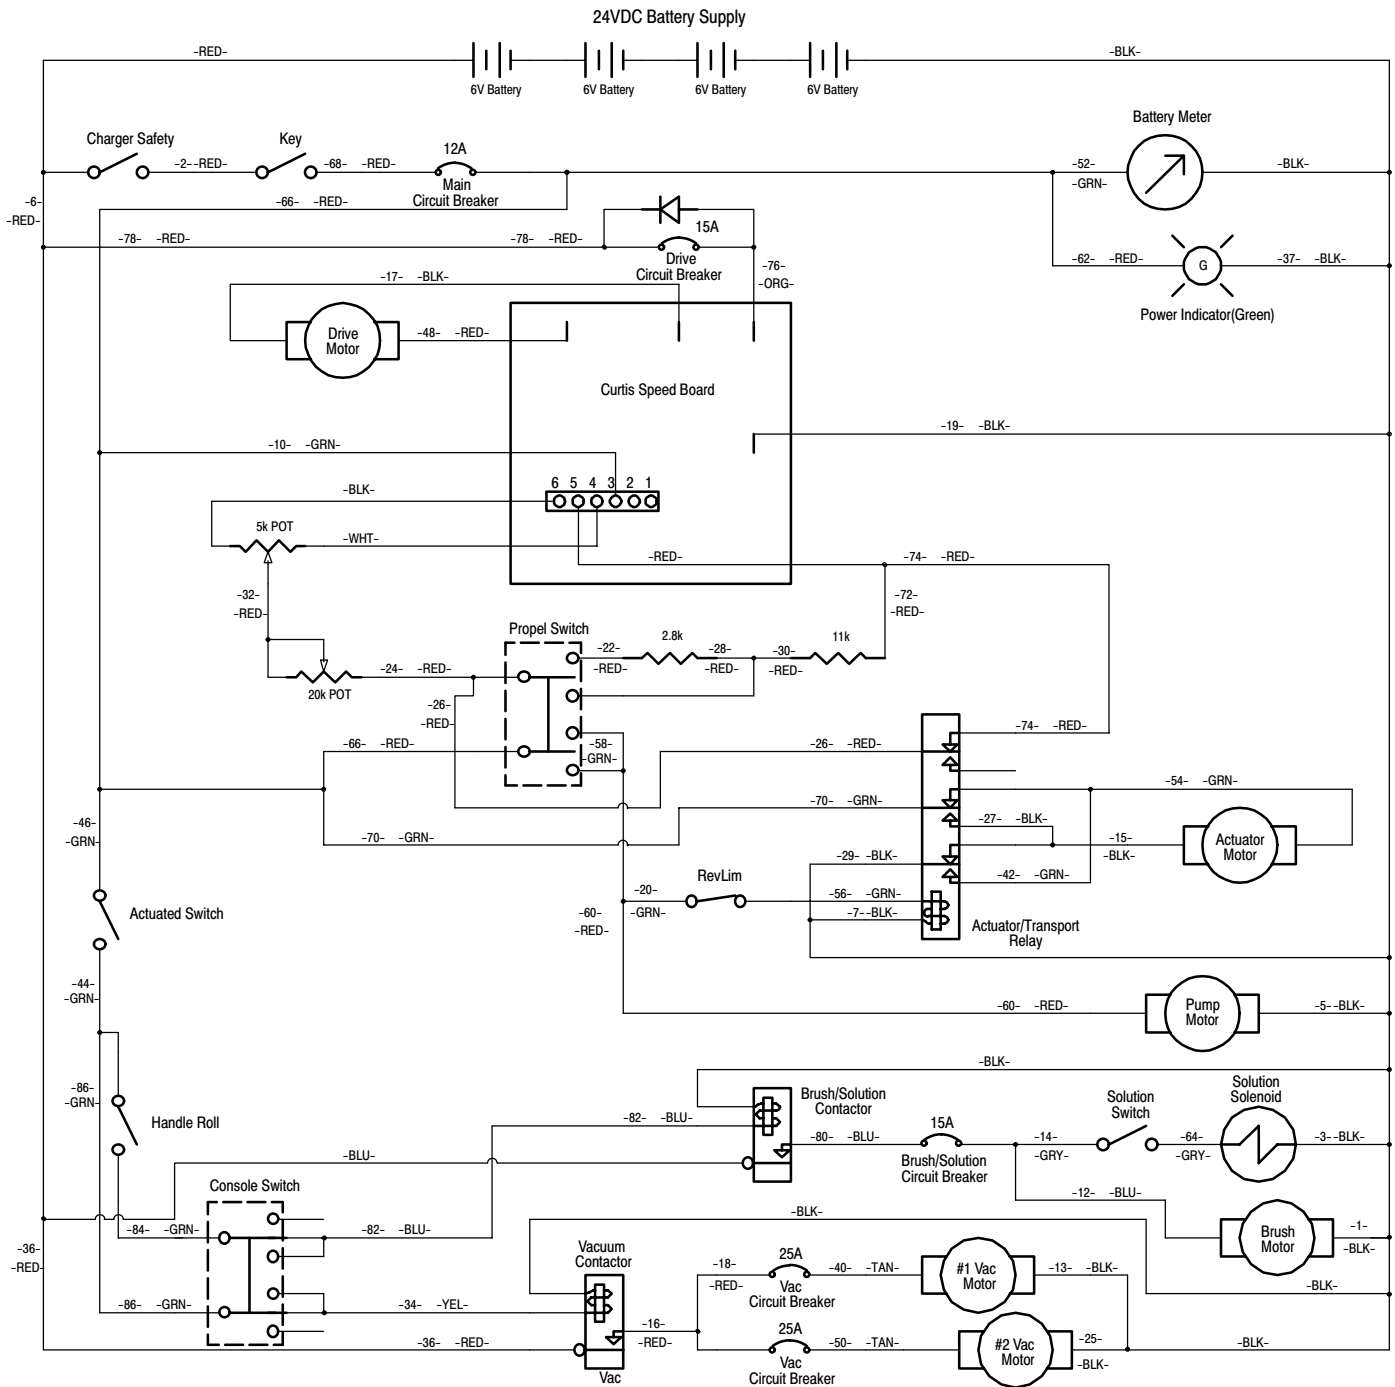 24VDC Battery Supply
-RED-
-BLK-
6V Battery
6V Battery
6V Battery
6V Battery
Battery Meter
Charger Safety
Key
12A
-2--RED-
-68- -RED-
-52-
-GRN-
-BLK-
Main
Circuit Breaker
-6-
-RED-
-66- -RED-
15A
-78- -RED-
-78- -RED-
Drive
Circuit Breaker
-76-
-ORG-
-62- -RED-
G
-37- -BLK-
Power Indicator(Green)
-17- -BLK-
Drive
Motor
-48- -RED-
Curtis Speed Board
-19- -BLK-
-10- -GRN-
-BLK-
6 5 4 3 2 1
5k POT
-WHT-
-RED-
-74- -RED-
-32-
-RED-
-72-
-RED-
Propel Switch
-22-
-RED-
2.8k
-28-
-RED-
-30-
-RED-
11k
-24- -RED-
20k POT
-26-
-RED-
-74- -RED-
-66- -RED-
-58-
-GRN-
-26- -RED-
-54- -GRN-
-70- -GRN-
-27- -BLK-
-46-
-GRN-
-70- -GRN-
-15-
-BLK-
Actuator
Motor
-29- -BLK-
-42- -GRN-
RevLim
-20-
-GRN-
-56- -GRN-
-7--BLK-
Actuated Switch
-60-
-RED-
Actuator/Transport
Relay
-44-
-GRN-
-60- -RED-
Pump
Motor
-5--BLK-
-BLK-
-86-
-GRN-
Handle Roll
-82- -BLU-
Brush/Solution
Contactor
Solution
Switch
Solution
Solenoid
15A
-80- -BLU-
-14-
-GRY-
-64-
-GRY-
-3--BLK-
Brush/Solution
Circuit Breaker
-BLU-
Console Switch
-12- -BLU-
-84- -GRN-
-82- -BLU-
-BLK-
Brush
Motor
-1-
-BLK-
-36-
-RED-
Vacuum
Contactor
-18-
-RED-
25A
-40- -TAN-
#1 Vac
Motor
-13- -BLK-
Vac
Circuit Breaker
-BLK-
-86- -GRN-
-34- -YEL-
-16-
-RED-
25A
-36- -RED-
-50- -TAN-
#2 Vac
Motor
-25-
-BLK-
-BLK-
Vac
Vac
Circuit Breaker